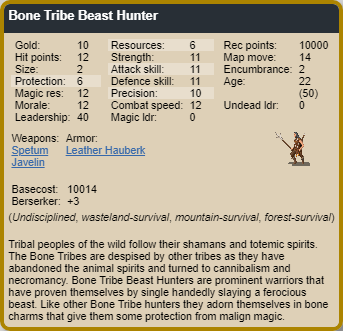 Bone Tribe Beast Hunter
Gold: 10 Resources: 6 Rec points: 10000
Hit points: 12 Strength: 11 Map move: 14
Size: 2 Attack skill: 11 Encumbrance: 2
Protection: 6 Defence skill: 11 Age: 22
Magic res: 12 Precision: 10 (50)
Morale: 12 Combat speed: 12 Undead ldr: 0
Leadership: 40 Magic ldr: 0
Weapons: Armor:
Spetum Leather Hauberk
Javelin
Basecost: 10014
Berserker: +3
(Undisciplined, wasteland-survival, mountain-survival, forest-survival)
Tribal peoples of the wild follow their shamans and totemic spirits.
The Bone Tribes are despised by other tribes as they have
abandoned the animal spirits and turned to cannibalism and
necromancy. Bone Tribe Beast Hunters are prominent warriors that
have proven themselves by single handedly slaying a ferocious
beast. Like other Bone Tribe hunters they adorn themselves in bone
charms that give them some protection from malign magic.